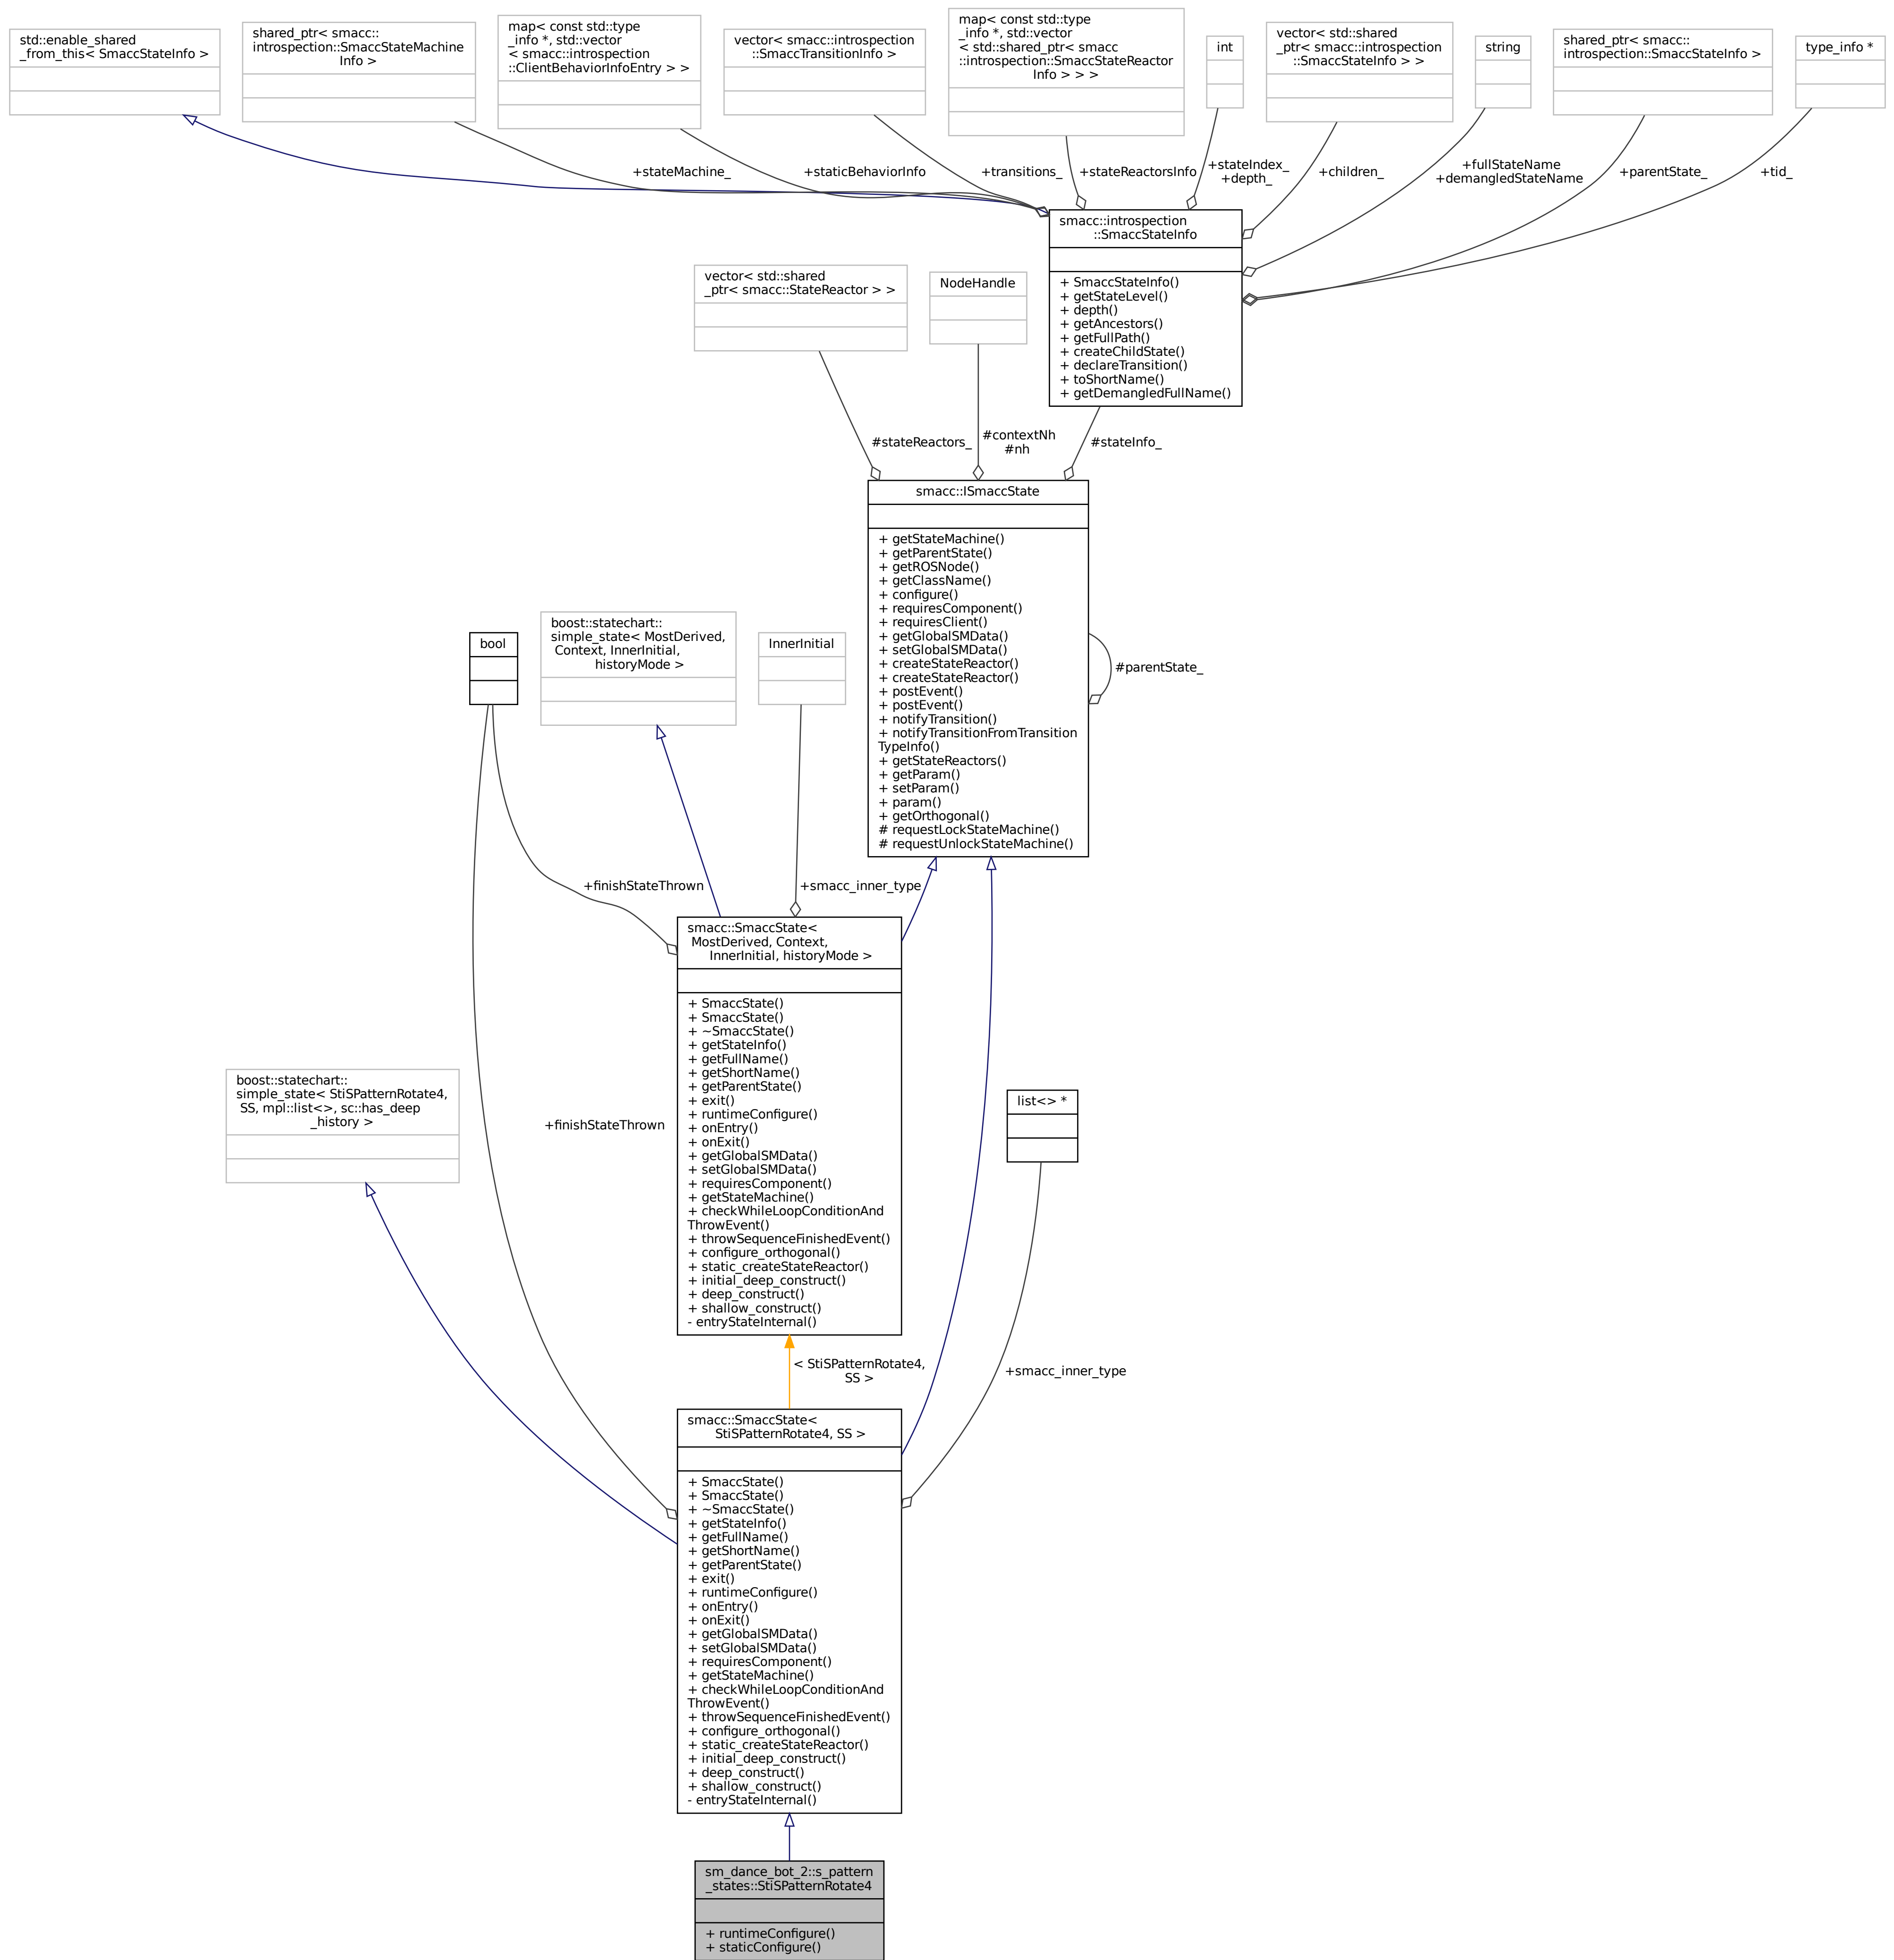 std::enable_shared
_from_this< SmaccStateInfo >
shared_ptr< smacc::
introspection::SmaccStateMachine
Info >
map< const std::type
_info *, std::vector
< smacc::introspection
::ClientBehaviorInfoEntry > >
vector< smacc::introspection
::SmaccTransitionInfo >
map< const std::type
_info *, std::vector
< std::shared_ptr< smacc
::introspection::SmaccStateReactor
Info > > >
int
vector< std::shared
_ptr< smacc::introspection
::SmaccStateInfo > >
string
shared_ptr< smacc::
introspection::SmaccStateInfo >
type_info *
+stateMachine_
+staticBehaviorInfo
+transitions_
+stateReactorsInfo
+stateIndex_
+depth_
+children_
+fullStateName
+demangledStateName
+parentState_
+tid_
smacc::introspection
::SmaccStateInfo
+ SmaccStateInfo()
+ getStateLevel()
+ depth()
+ getAncestors()
+ getFullPath()
+ createChildState()
+ declareTransition()
+ toShortName()
+ getDemangledFullName()
vector< std::shared
_ptr< smacc::StateReactor > >
NodeHandle
#stateReactors_
#contextNh
#nh
#stateInfo_
smacc::ISmaccState
+ getStateMachine()
+ getParentState()
+ getROSNode()
+ getClassName()
+ configure()
+ requiresComponent()
+ requiresClient()
+ getGlobalSMData()
+ setGlobalSMData()
+ createStateReactor()
+ createStateReactor()
+ postEvent()
+ postEvent()
+ notifyTransition()
+ notifyTransitionFromTransition
TypeInfo()
+ getStateReactors()
+ getParam()
+ setParam()
+ param()
+ getOrthogonal()
# requestLockStateMachine()
# requestUnlockStateMachine()
#parentState_
bool
boost::statechart::
simple_state< MostDerived,
Context, InnerInitial,
historyMode >
InnerInitial
+finishStateThrown
+smacc_inner_type
smacc::SmaccState<
MostDerived, Context,
InnerInitial, historyMode >
+ SmaccState()
+ SmaccState()
+ ~SmaccState()
+ getStateInfo()
+ getFullName()
+ getShortName()
+ getParentState()
+ exit()
+ runtimeConfigure()
+ onEntry()
+ onExit()
+ getGlobalSMData()
+ setGlobalSMData()
+ requiresComponent()
+ getStateMachine()
+ checkWhileLoopConditionAnd
ThrowEvent()
+ throwSequenceFinishedEvent()
+ configure_orthogonal()
+ static_createStateReactor()
+ initial_deep_construct()
+ deep_construct()
+ shallow_construct()
- entryStateInternal()
boost::statechart::
simple_state< StiSPatternRotate4,
SS, mpl::list<>, sc::has_deep
_history >
+finishStateThrown
list<> *
< StiSPatternRotate4,
SS >
+smacc_inner_type
smacc::SmaccState<
StiSPatternRotate4, SS >
+ SmaccState()
+ SmaccState()
+ ~SmaccState()
+ getStateInfo()
+ getFullName()
+ getShortName()
+ getParentState()
+ exit()
+ runtimeConfigure()
+ onEntry()
+ onExit()
+ getGlobalSMData()
+ setGlobalSMData()
+ requiresComponent()
+ getStateMachine()
+ checkWhileLoopConditionAnd
ThrowEvent()
+ throwSequenceFinishedEvent()
+ configure_orthogonal()
+ static_createStateReactor()
+ initial_deep_construct()
+ deep_construct()
+ shallow_construct()
- entryStateInternal()
sm_dance_bot_2::s_pattern
_states::StiSPatternRotate4
+ runtimeConfigure()
+ staticConfigure()